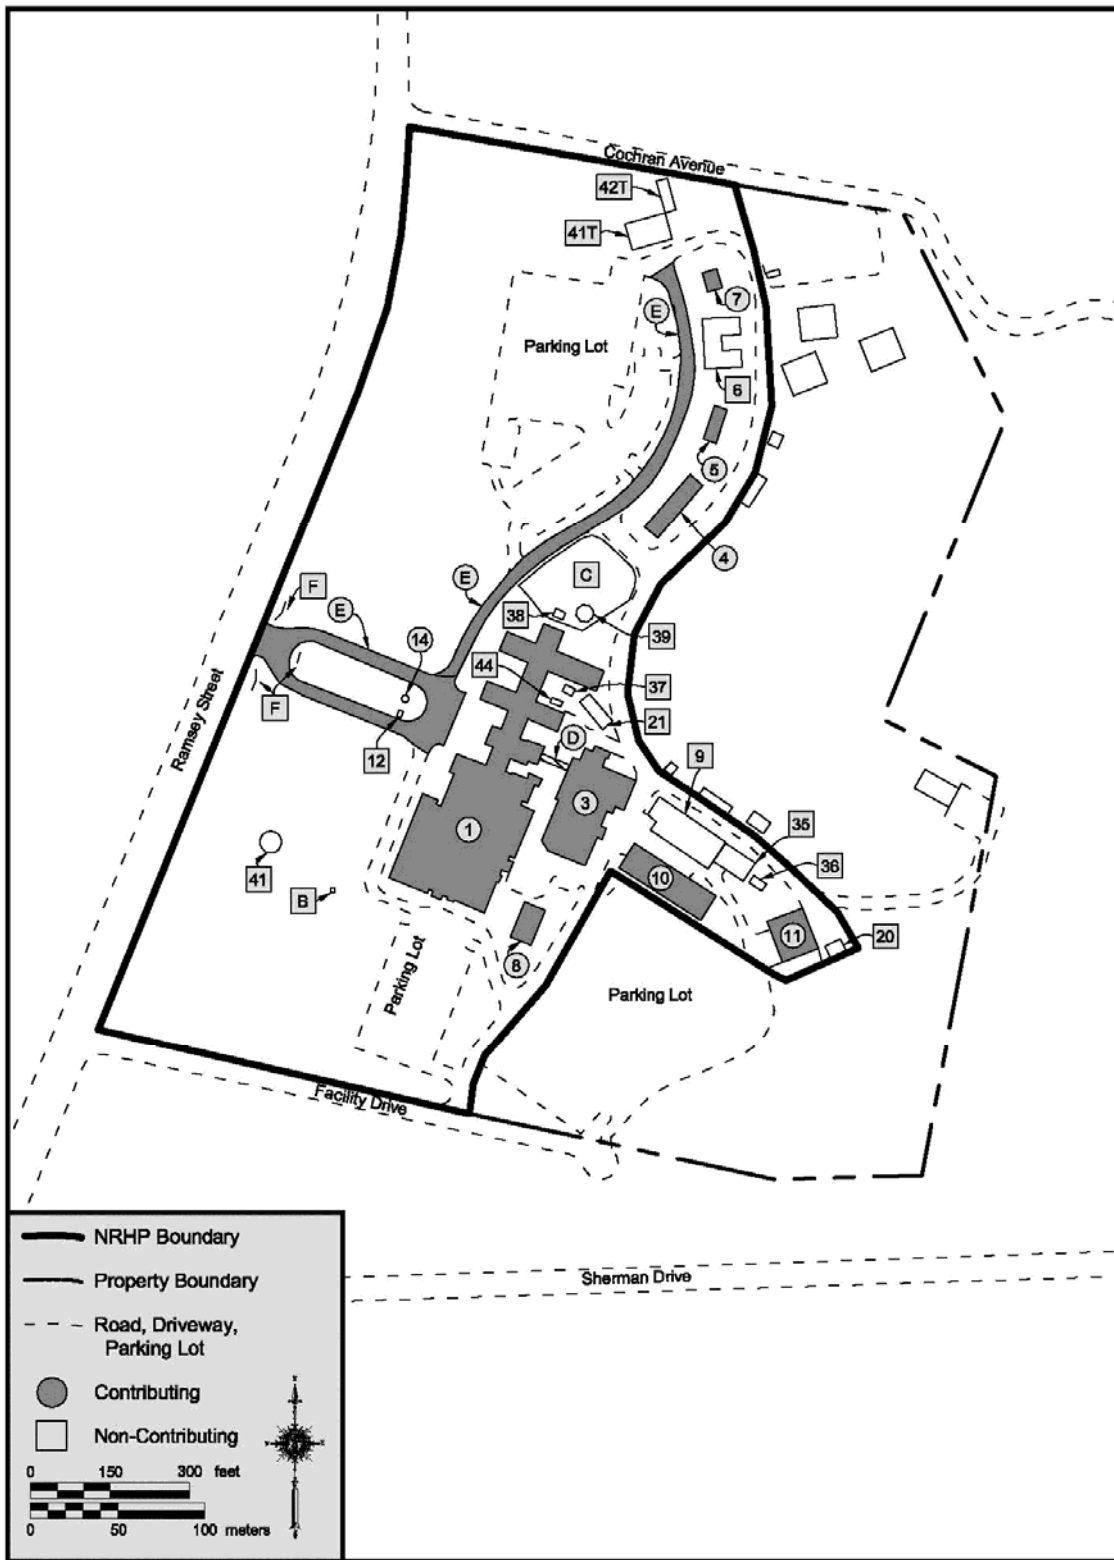 Cochran Avenue
42T
41T
7
E
Parking Lot
6
5
4
C
E
F
E
38
39
14
44
37
Ramsey Street
F
21
12
D
9
3
1
35
36
41
10
B
11
20
8
Parking Lot
Parking Lot
Facility Drive
NRHP Boundary
Property Boundary
Sherman Drive
Road, Driveway,
Parking Lot
Contributing
Non-Contributing
0 150 300 feet
0 50 100 meters